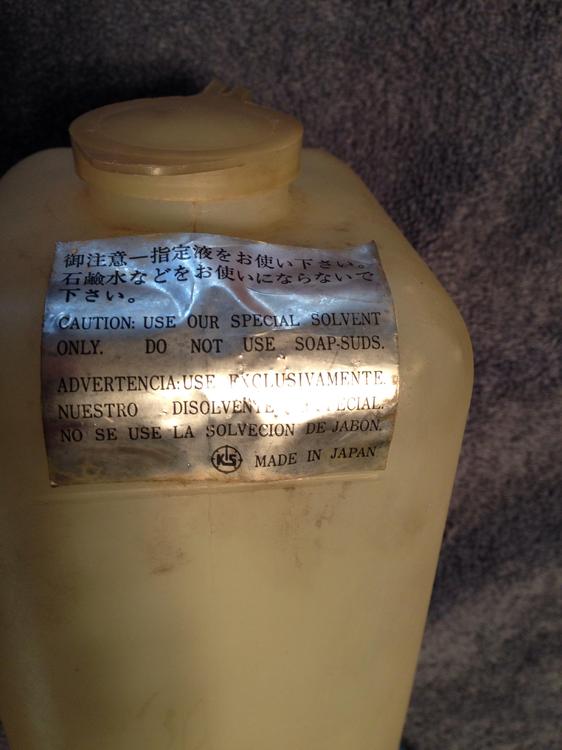 御注意ー指定液をお使い下さい。
石鹼水などをお使いにならないで
下さい。
CAUTION: USE OUR SPECIAL SOLVENT
ONLY. DO NOT USE SOAP-SUDS.
ADVERTENCIA: USE EXCLUSIVAMENTE.
NUESTRO DISOLVENTE
NO SE USE LA SOLVECION DE JABON.
KLS MADE IN JAPAN